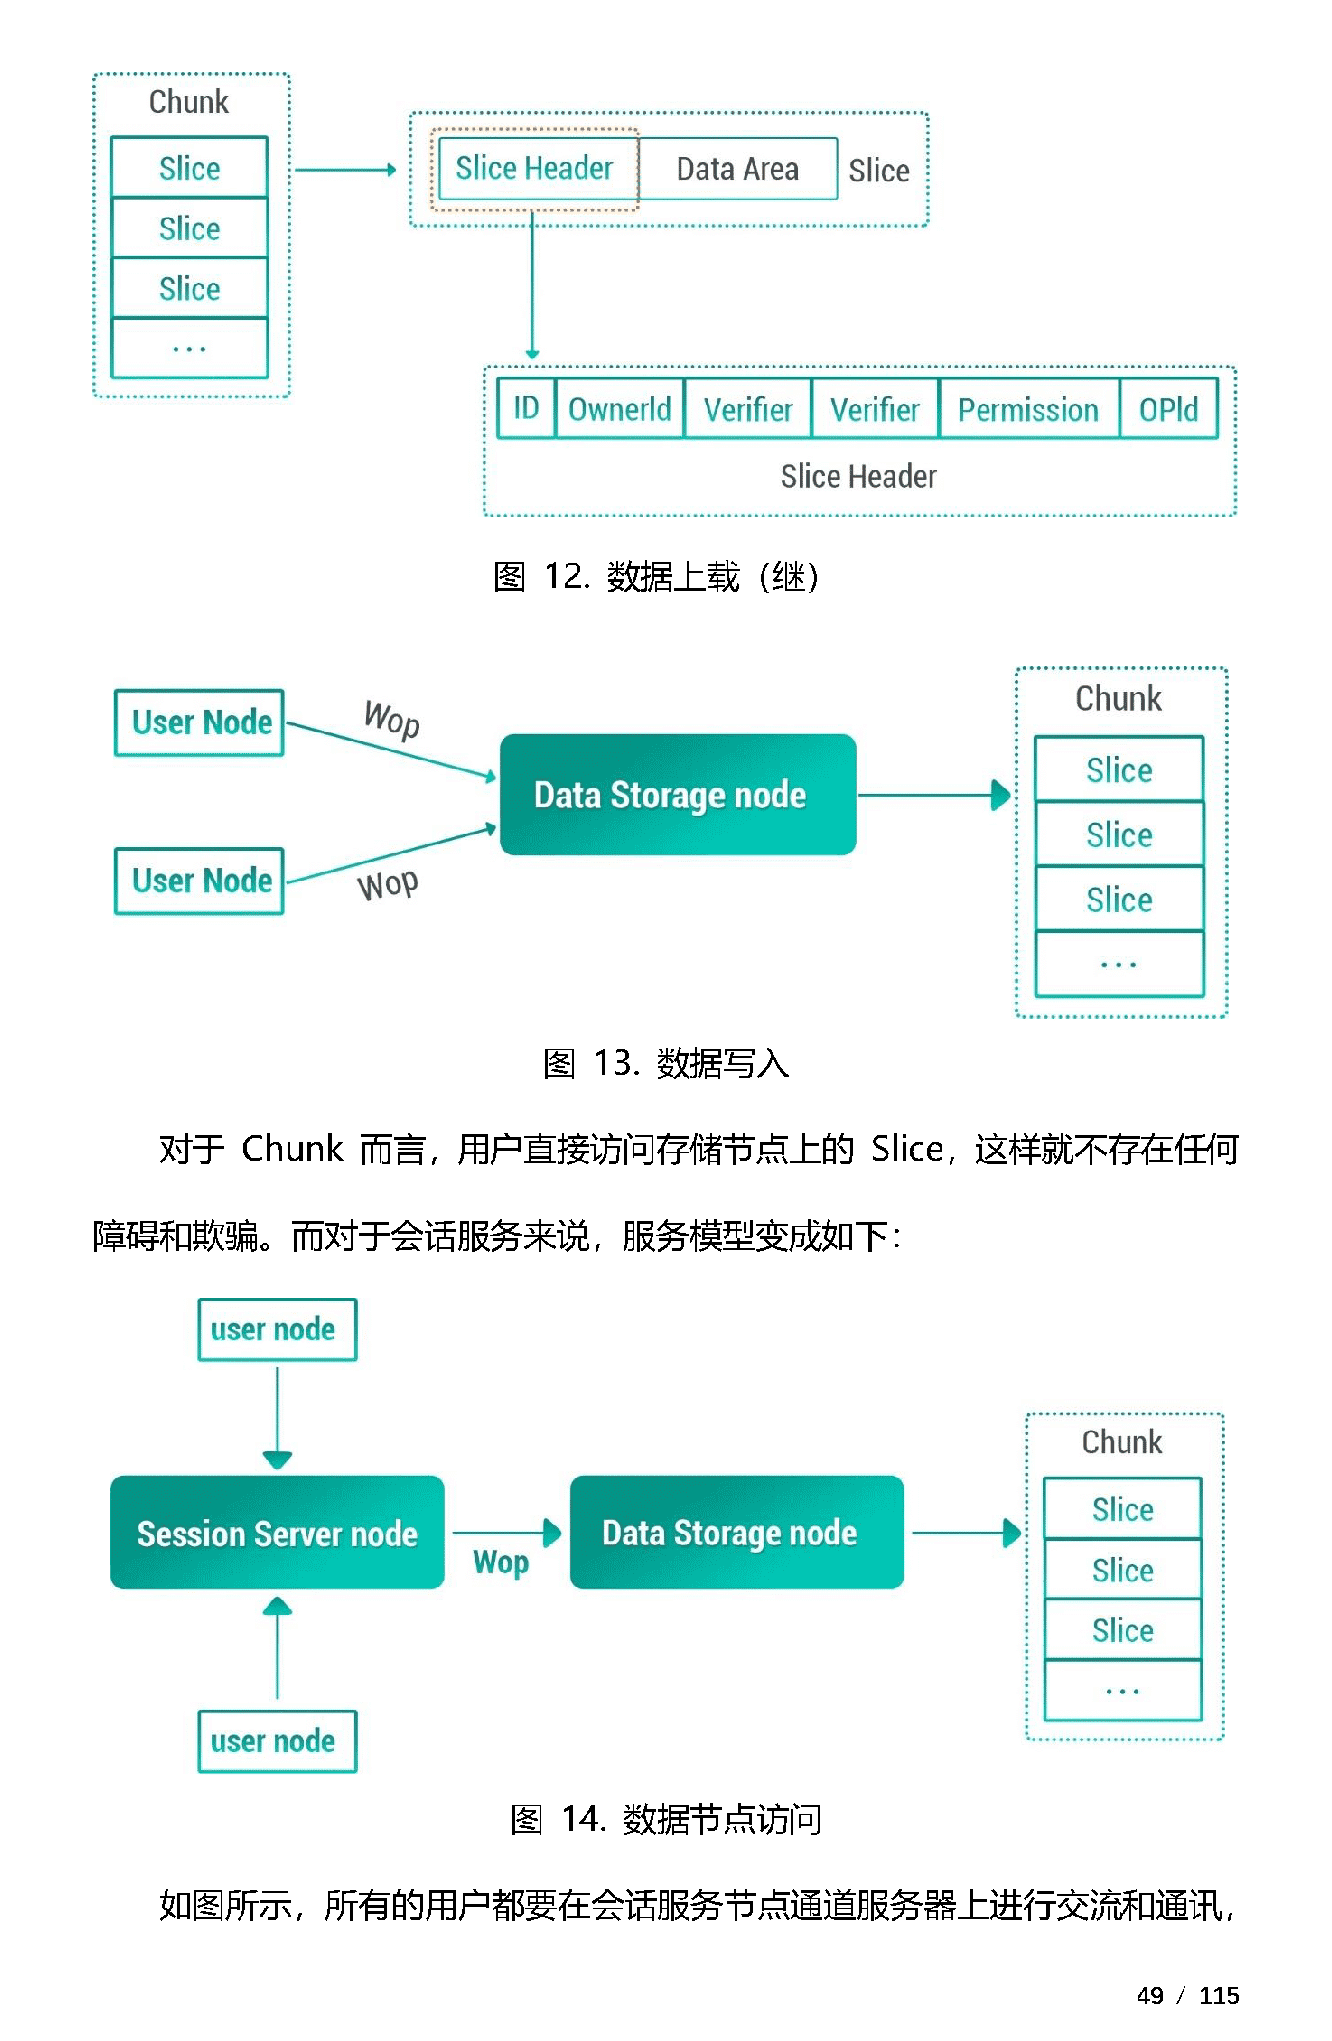 Chunk
Slice
Slice
Slice
...
Slice Header
Data Area
Slice
ID
OwnerId
Verifier
Verifier
Permission
OPId
Slice Header
图 12. 数据上载（继）
User Node
Wop
User Node
Wop
Data Storage node
Chunk
Slice
Slice
Slice
...
图 13. 数据写入
对于 Chunk 而言，用户直接访问存储节点上的 Slice，这样就不存在任何
障碍和欺骗。而对于会话服务来说，服务模型变成如下：
user node
Session Server node
Wop
Data Storage node
user node
Chunk
Slice
Slice
Slice
...
图 14. 数据节点访问
如图所示，所有的用户都要在会话服务节点通道服务器上进行交流和通讯，
49 / 115